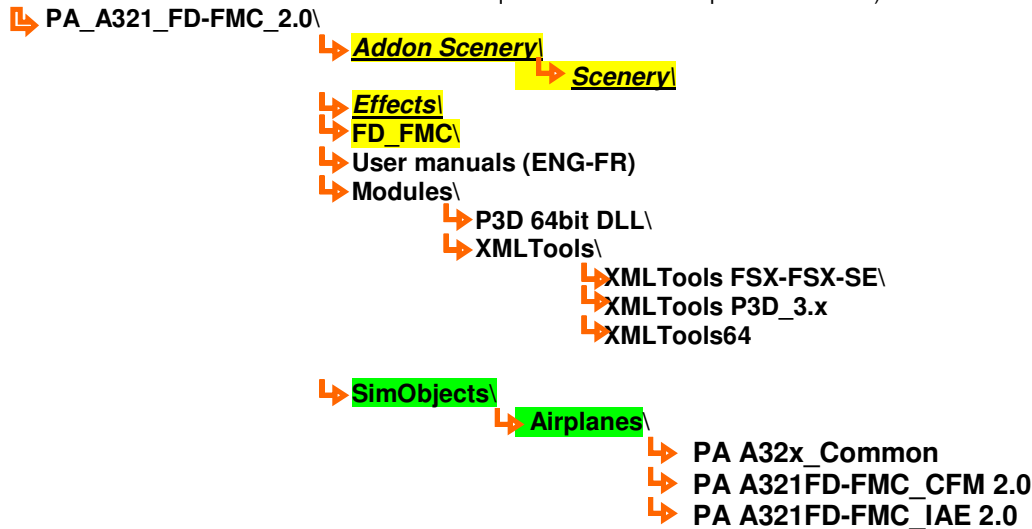 PA_A321_FD-FMC_2.0\
Addon Scenery\
Scenery\
Effects\
FD_FMC\
User manuals (ENG-FR)
Modules\
P3D 64bit DLL\
XMLTools\
XMLTools FSX-FSX-SE\
XMLTools P3D_3.x
XMLTools64
SimObjects\
Airplanes\
PA A32x_Common
PA A321FD-FMC_CFM 2.0
PA A321FD-FMC_IAE 2.0